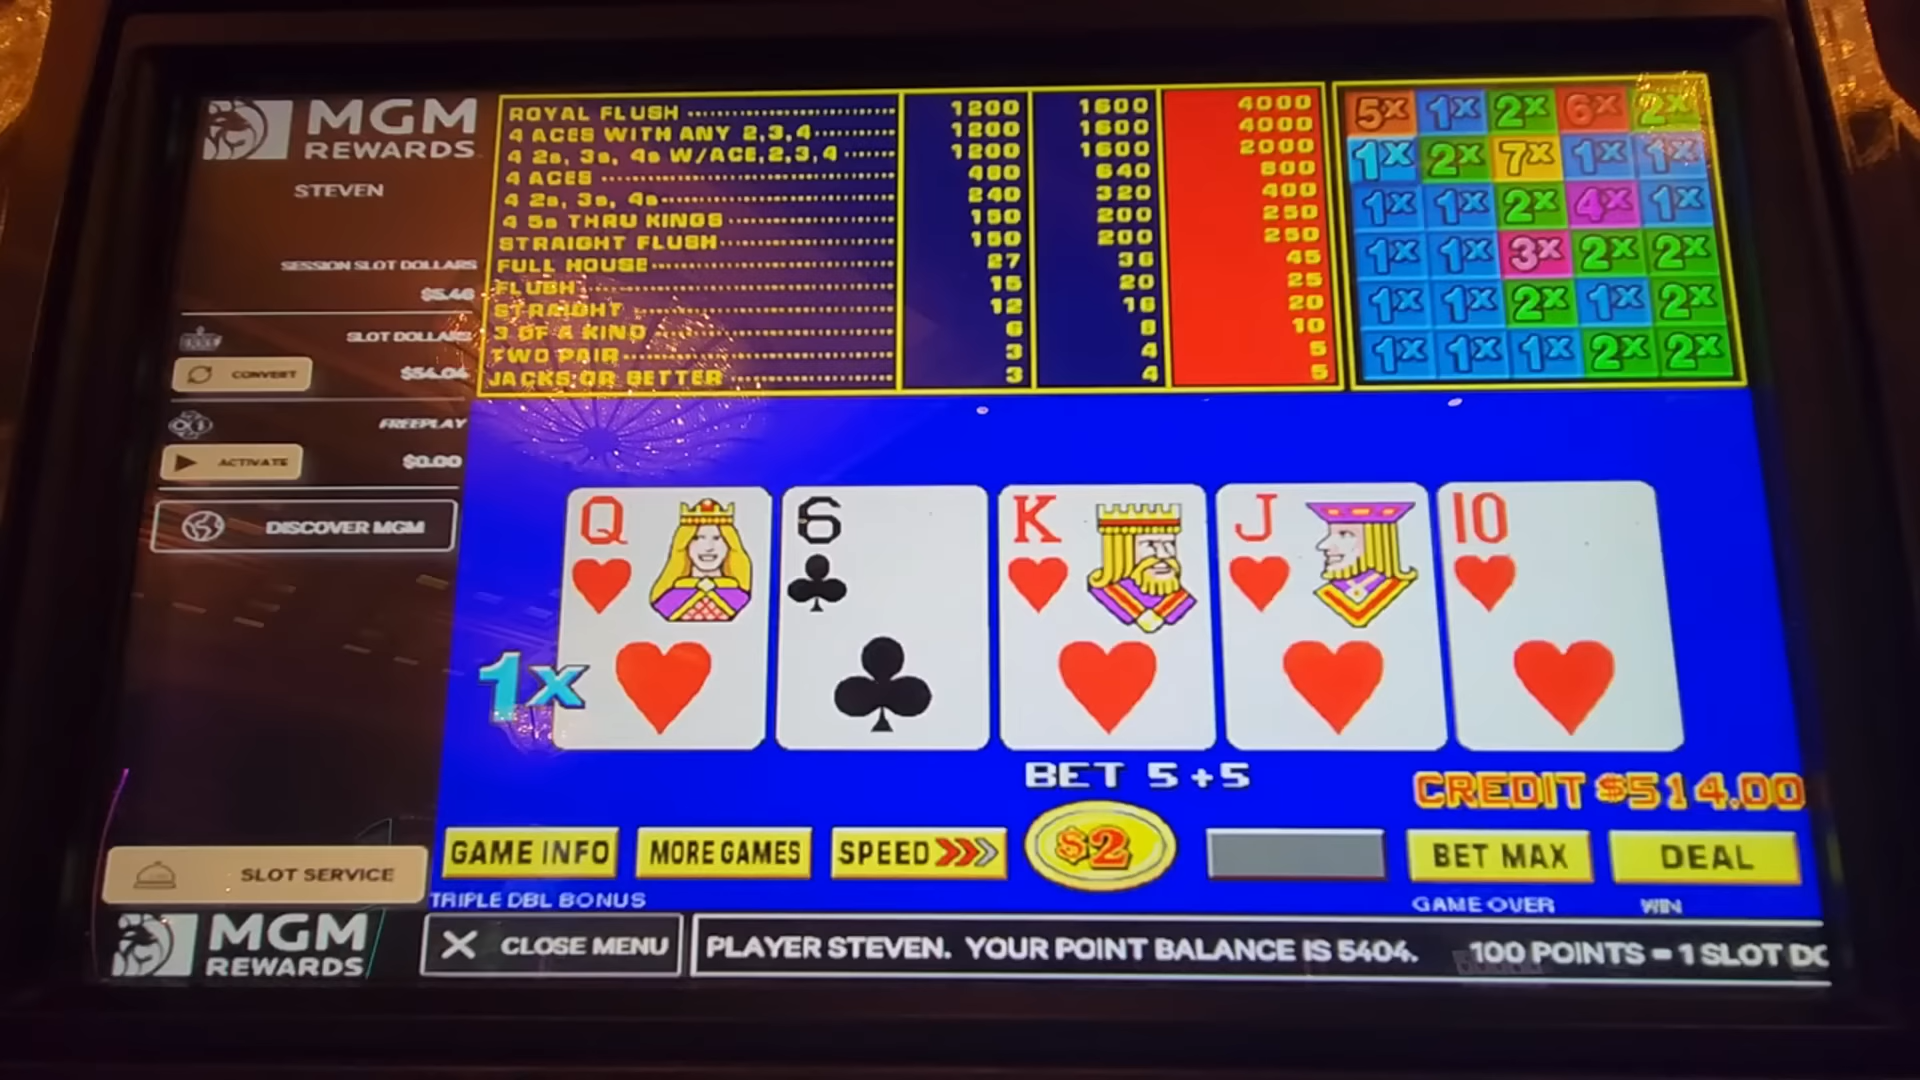 MGM
REWARDS
STEVEN
SESSION SLOT DOLLARS
$5.46
SLOT DOLLARS
CONVERT
$54.04
FREEPLAY
ACTIVATE
$0.00
DISCOVER MGM
SLOT SERVICE
MGM
REWARDS
ROYAL FLUSH 1200 1600 4000
4 ACES WITH ANY 2,3,4 1200 1600 4000
4 2s, 3s, 4s W/ACE,2,3,4 1200 1600 2000
4 ACES 480 640 800
4 2s, 3s, 4s 240 320 400
4 5s THRU KINGS 150 200 250
STRAIGHT FLUSH 150 200 250
FULL HOUSE 27 36 45
FLUSH 15 20 25
STRAIGHT 12 16 20
3 OF A KIND 6 8 10
TWO PAIR 3 4 5
JACKS OR BETTER 3 4 5
5x 1x 2x 6x 2x
1x 2x 7x 1x 1x
1x 1x 2x 4x 1x
1x 1x 3x 2x 2x
1x 1x 2x 1x 2x
1x 1x 1x 2x 2x
Q 6 K J 10
1x
BET 5+5
CREDIT $514.00
GAME INFO
MORE GAMES
SPEED
$2
BET MAX
DEAL
TRIPLE DBL BONUS
GAME OVER
WIN
CLOSE MENU
PLAYER STEVEN. YOUR POINT BALANCE IS 5404. 100 POINTS = 1 SLOT DO